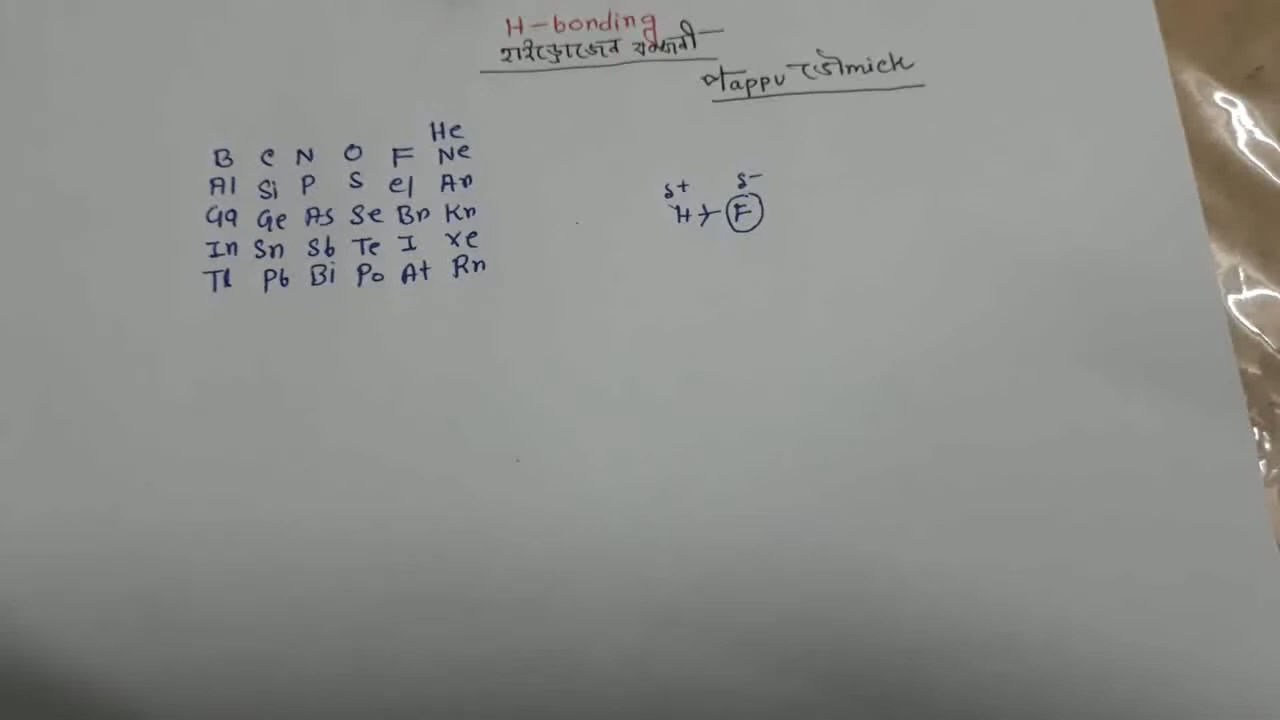 H-bonding
হাইড্রোজেন বন্ধনী
He
B C N O F Ne
Al Si P S Cl Ar
Ga Ge As Se Br Kr
In Sn Sb Te I Xe
Tl Pb Bi Po At Rn
δ+ δ-
H F